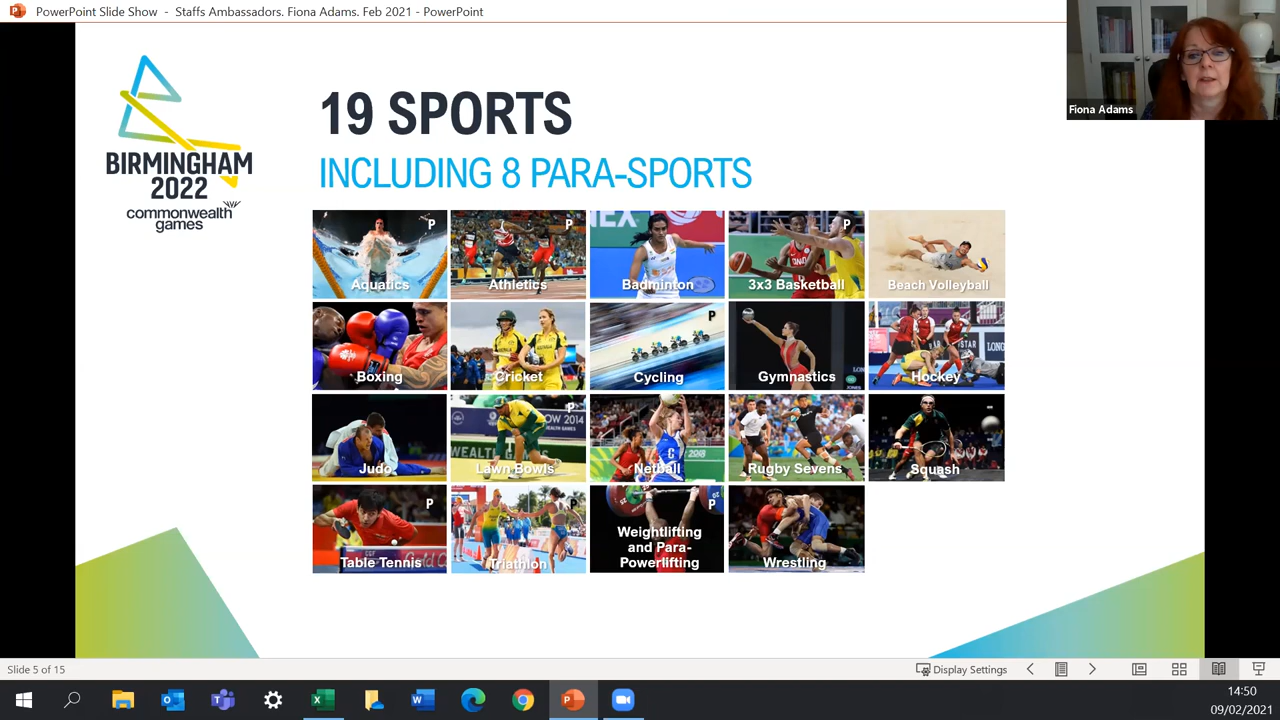 PowerPoint Slide Show - Staffs Ambassadors. Fiona Adams. Feb 2021 - PowerPoint
Fiona Adams
BIRMINGHAM
2022
commonwealth
games
19 SPORTS
INCLUDING 8 PARA-SPORTS
P
Aquatics
P
Athletics
Badminton
P
3x3 Basketball
Beach Volleyball
Boxing
Cricket
P
Cycling
Gymnastics
Hockey
Judo
P
Lawn Bowls
Netball
Rugby Sevens
Squash
P
Table Tennis
P
Triathlon
P
Weightlifting
and Para-
Powerlifting
Wrestling
Slide 5 of 15
Display Settings
14:50
09/02/2021